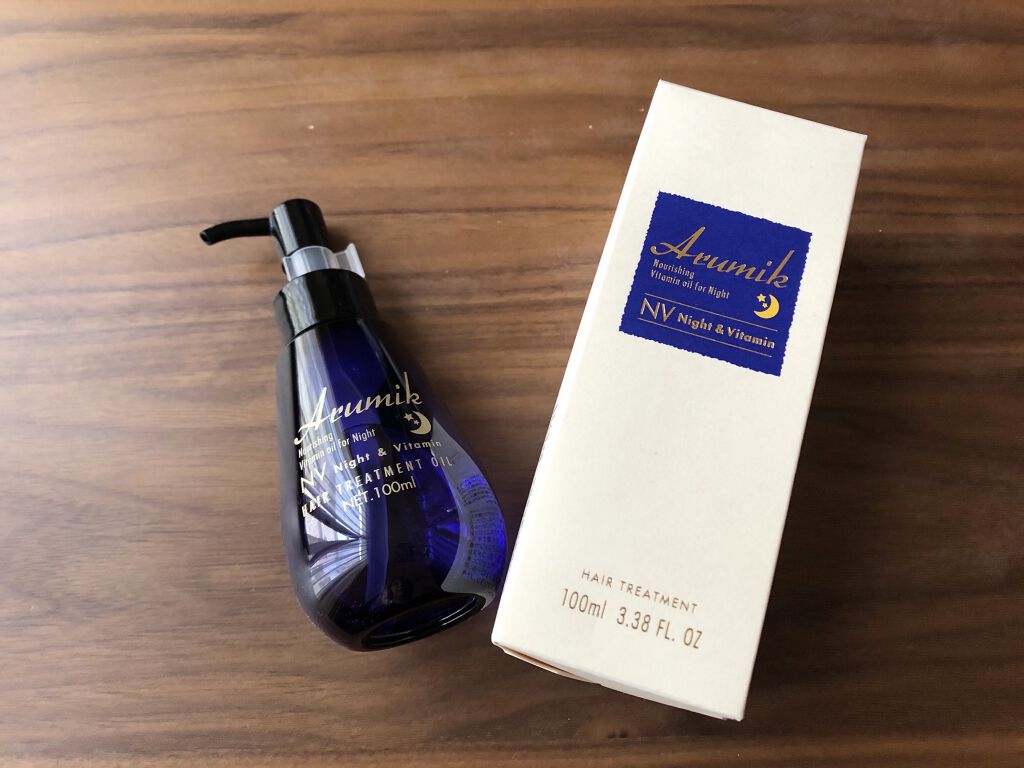 Arumik
Nourishing
Vitamin oil for Night
NV Night & Vitamin
HAIR TREATMENT OIL
NET.100ml
Arumik
Nourishing
Vitamin oil for Night
NV Night & Vitamin
HAIR TREATMENT
100ml 3.38 FL. OZ